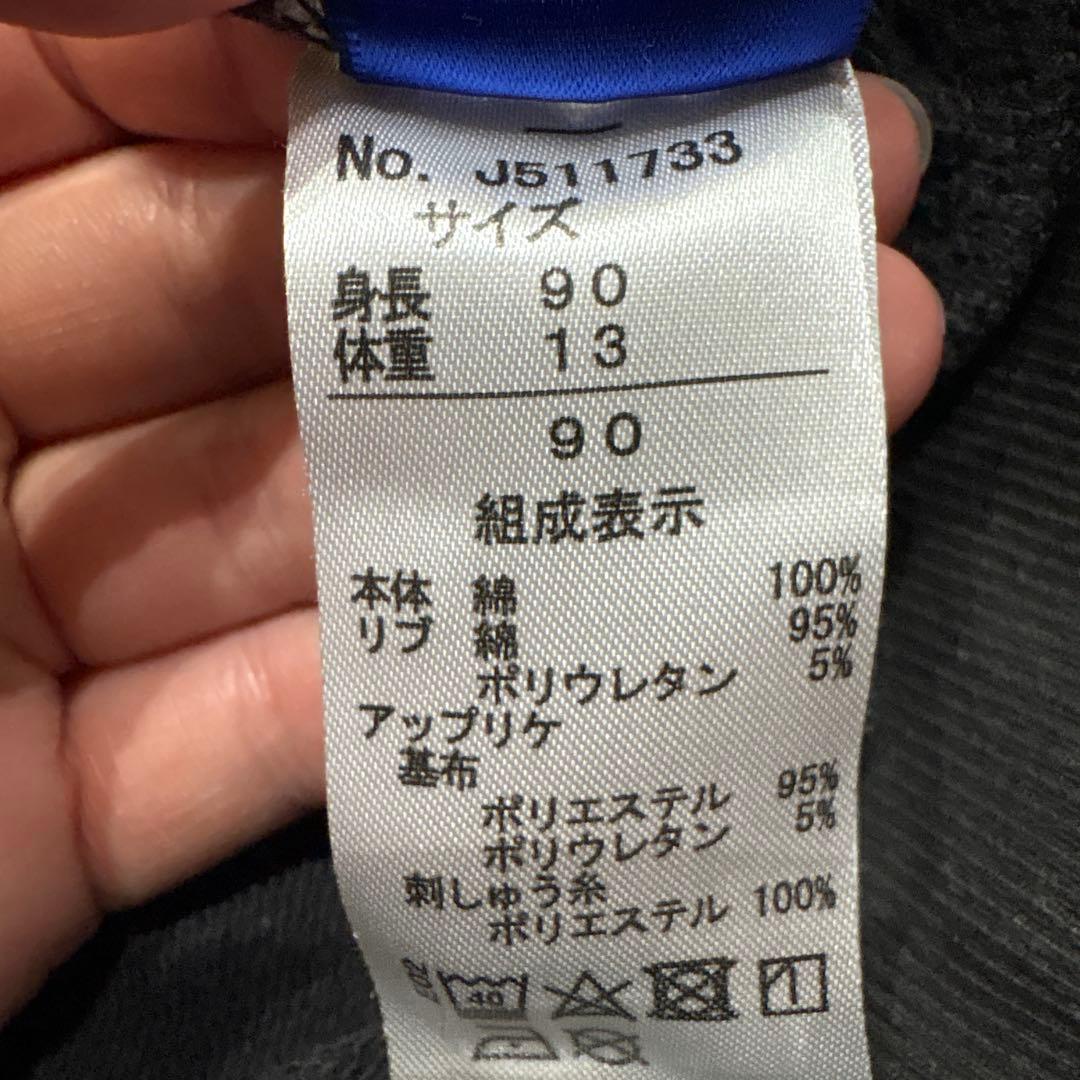 No. J511733
サイズ
身長 90
体重 13
90
組成表示
本体 綿 100%
リブ 綿 95%
ポリウレタン 5%
アップリケ
基布
ポリエステル 95%
ポリウレタン 5%
刺しゅう糸
ポリエステル 100%
40